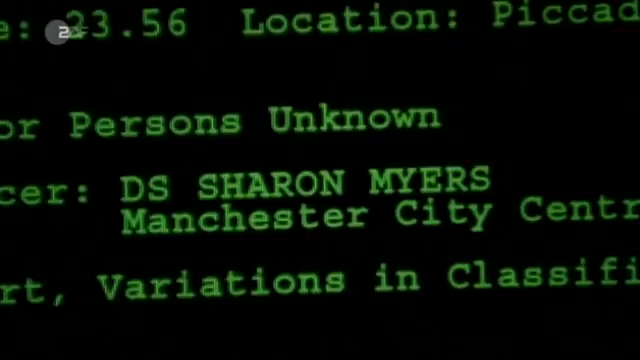 e: 23.56 Location: Piccad
or Persons Unknown
cer: DS SHARON MYERS
Manchester City Centr
rt, Variations in Classifi